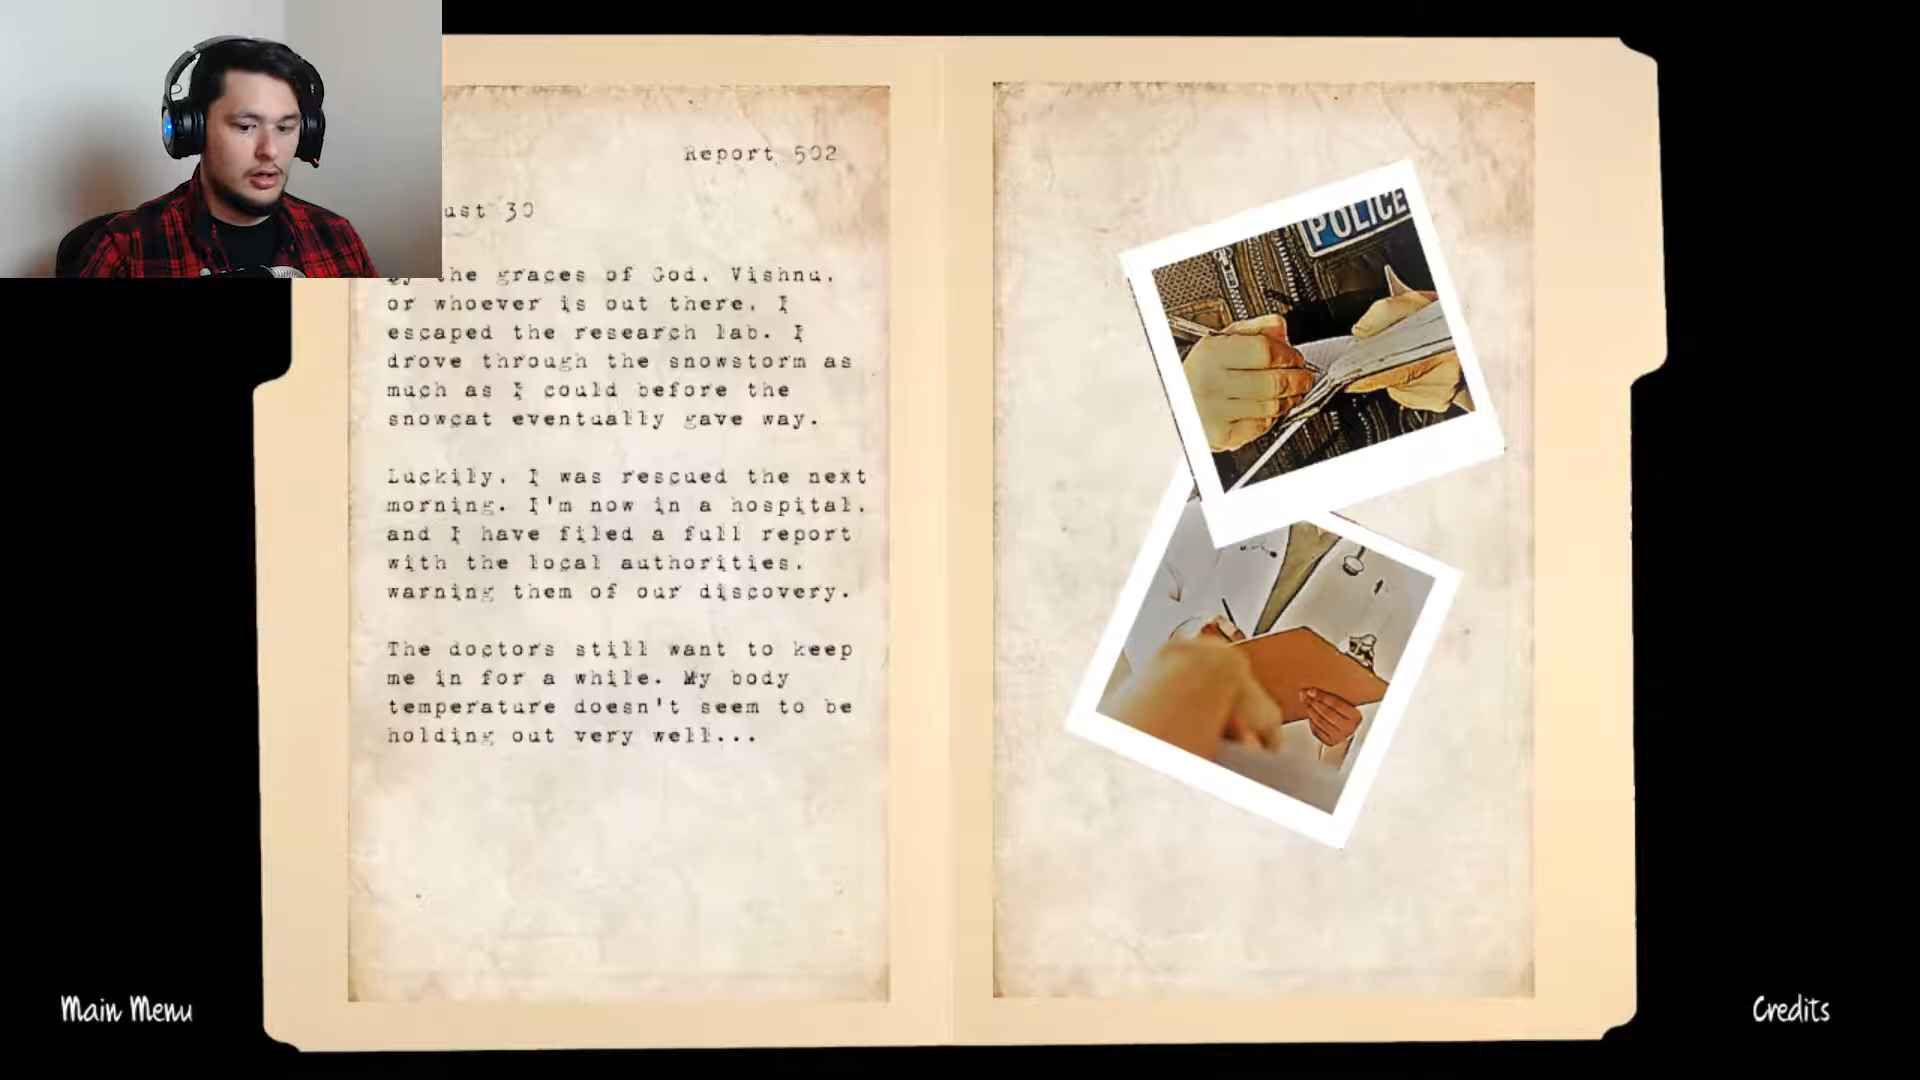 Report 502
ust 30
the graces of God, Vishnu,
or whoever is out there, I
escaped the research lab. I
drove through the snowstorm as
much as I could before the
snowcat eventually gave way.
Luckily, I was rescued the next
morning. I'm now in a hospital,
and I have filed a full report
with the local authorities,
warning them of our discovery.
The doctors still want to keep
me in for a while. My body
temperature doesn't seem to be
holding out very well...
POLICE
Main Menu
Credits